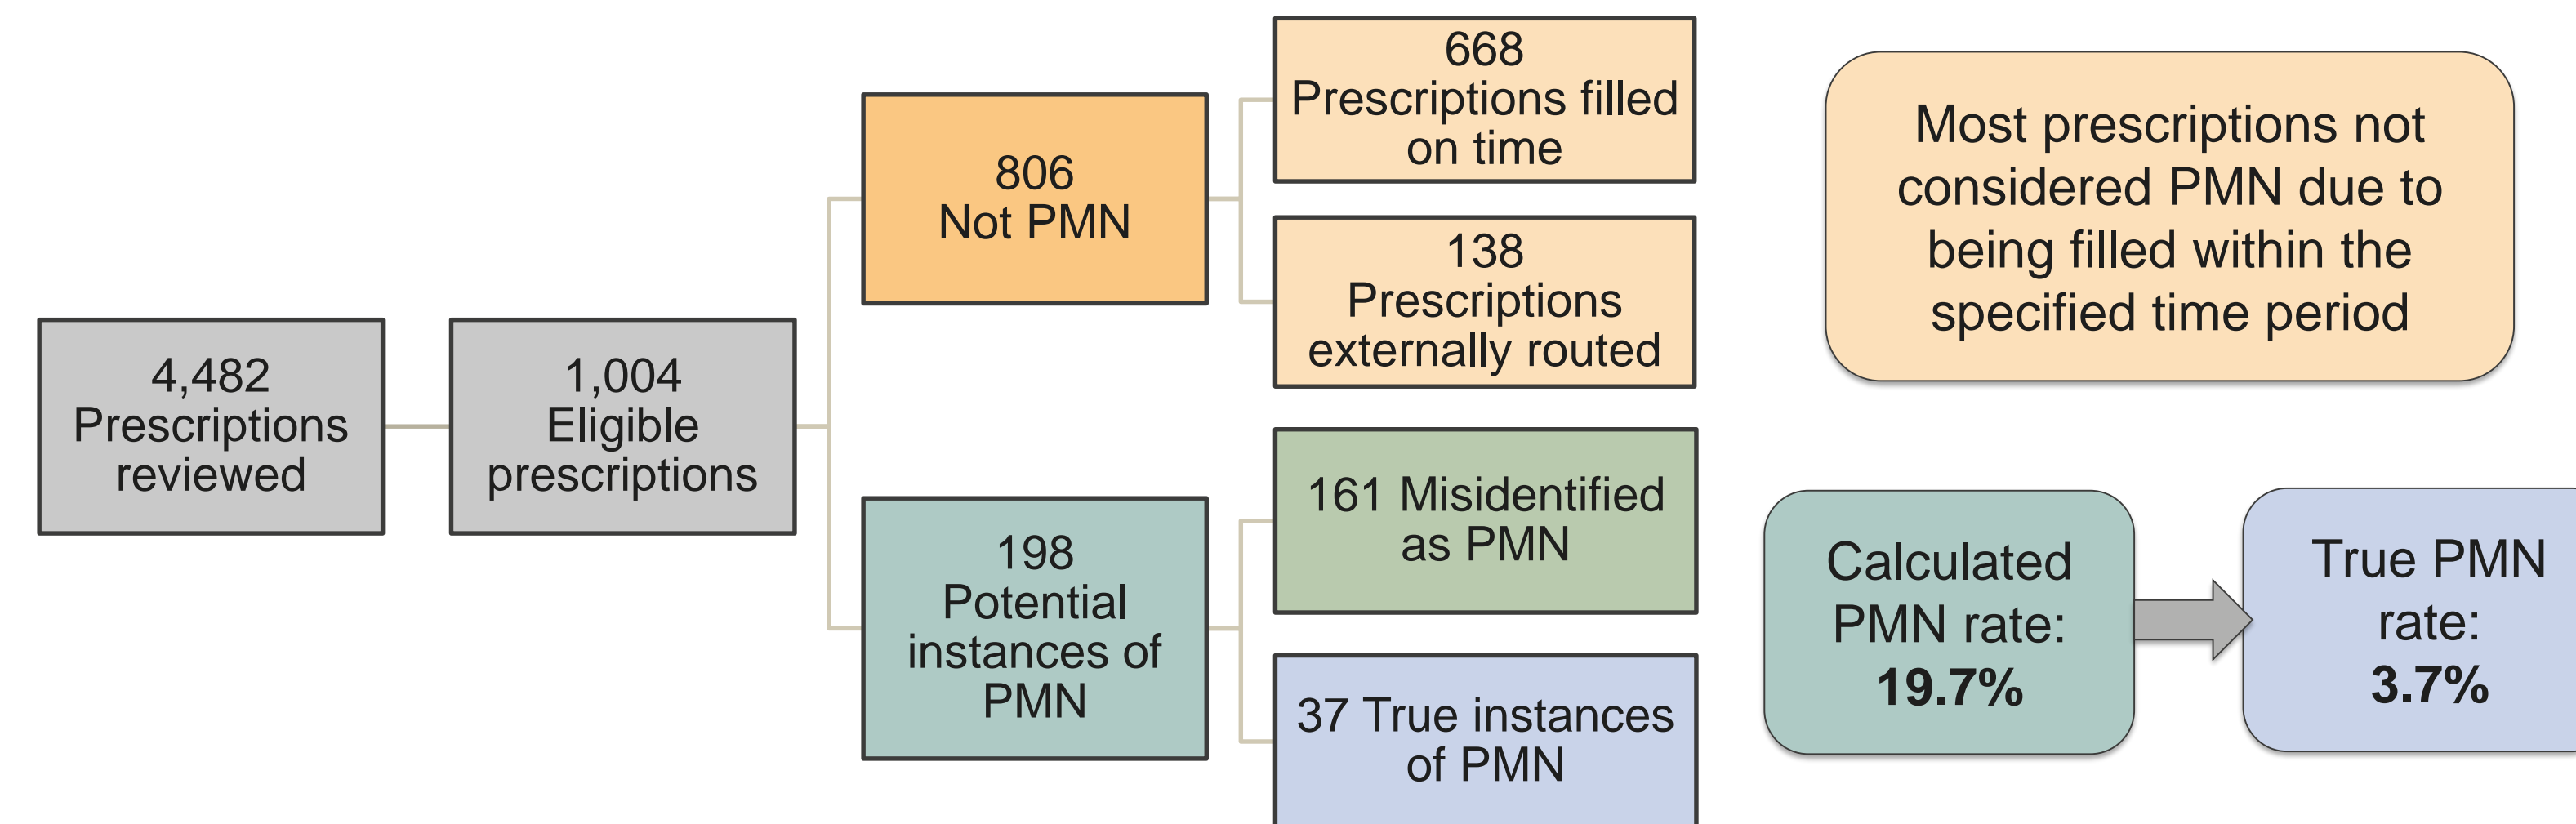 4,482
Prescriptions
reviewed
1,004
Eligible
prescriptions
806
Not PMN
198
Potential
instances of
PMN
668
Prescriptions filled
on time
138
Prescriptions
externally routed
161 Misidentified
as PMN
37 True instances
of PMN
Most prescriptions not
considered PMN due to
being filled within the
specified time period
Calculated
PMN rate:
19.7%
True PMN
rate:
3.7%